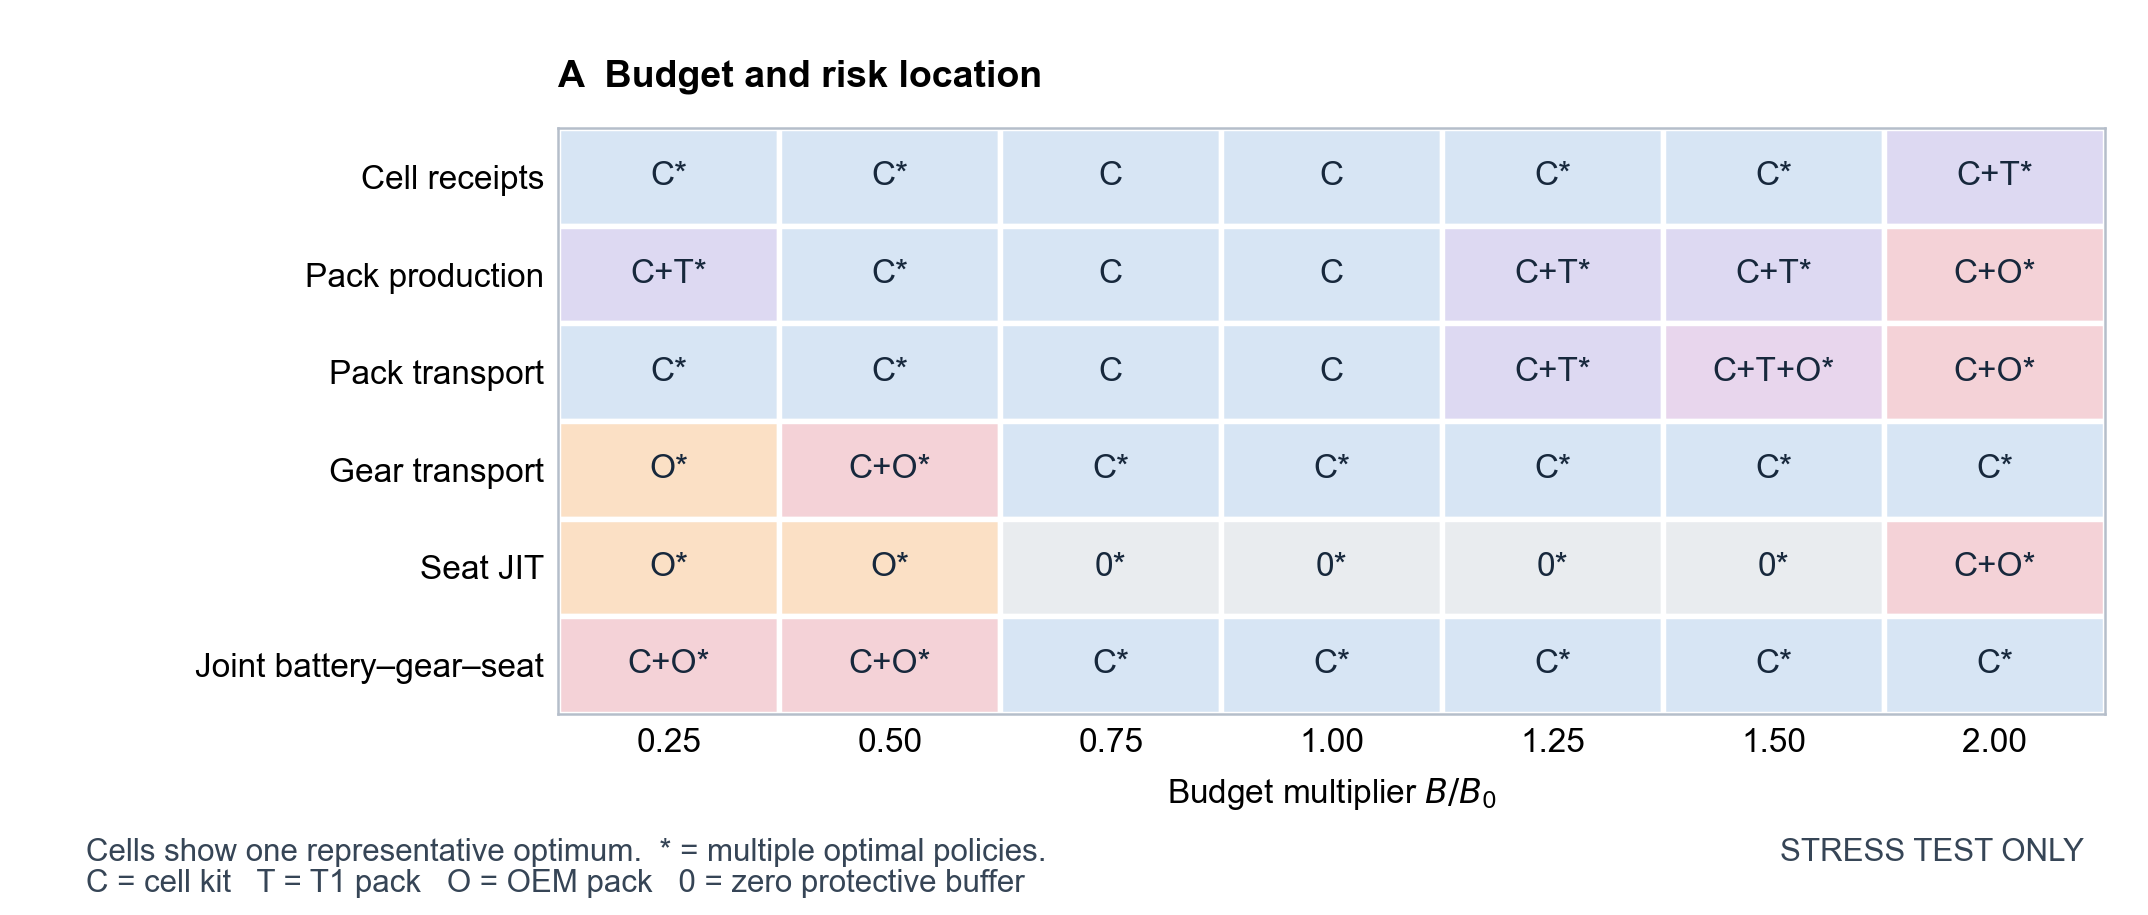 A Budget and risk location
Cell receipts C* C* C C C* C* C+T*
Pack production C+T* C* C C C+T* C+T* C+O*
Pack transport C* C* C C C+T* C+T+O* C+O*
Gear transport O* C+O* C* C* C* C* C*
Seat JIT O* O* 0* 0* 0* 0* C+O*
Joint battery–gear–seat C+O* C+O* C* C* C* C* C*
0.25 0.50 0.75 1.00 1.25 1.50 2.00
Budget multiplier B/B₀
Cells show one representative optimum. * = multiple optimal policies. STRESS TEST ONLY
C = cell kit T = T1 pack O = OEM pack 0 = zero protective buffer